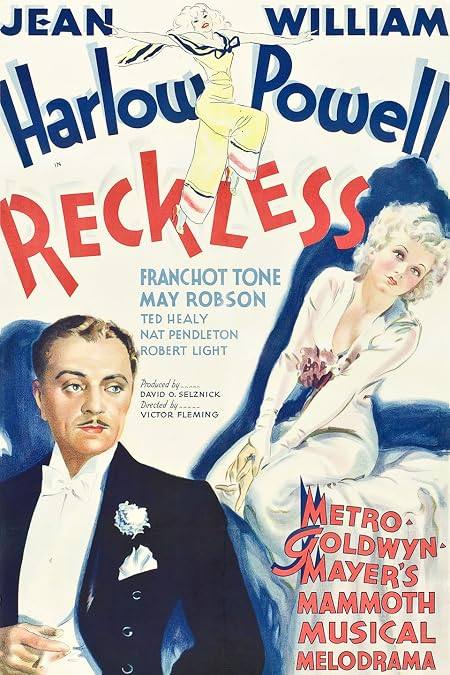 JEAN WILLIAM
Harlow Powell
IN
RECKLESS
FRANCHOT TONE
MAY ROBSON
TED HEALY
NAT PENDLETON
ROBERT LIGHT
Produced by
DAVID O. SELZNICK
Directed by
VICTOR FLEMING
METRO-
GOLDWYN-
MAYER'S
MAMMOTH
MUSICAL
MELODRAMA